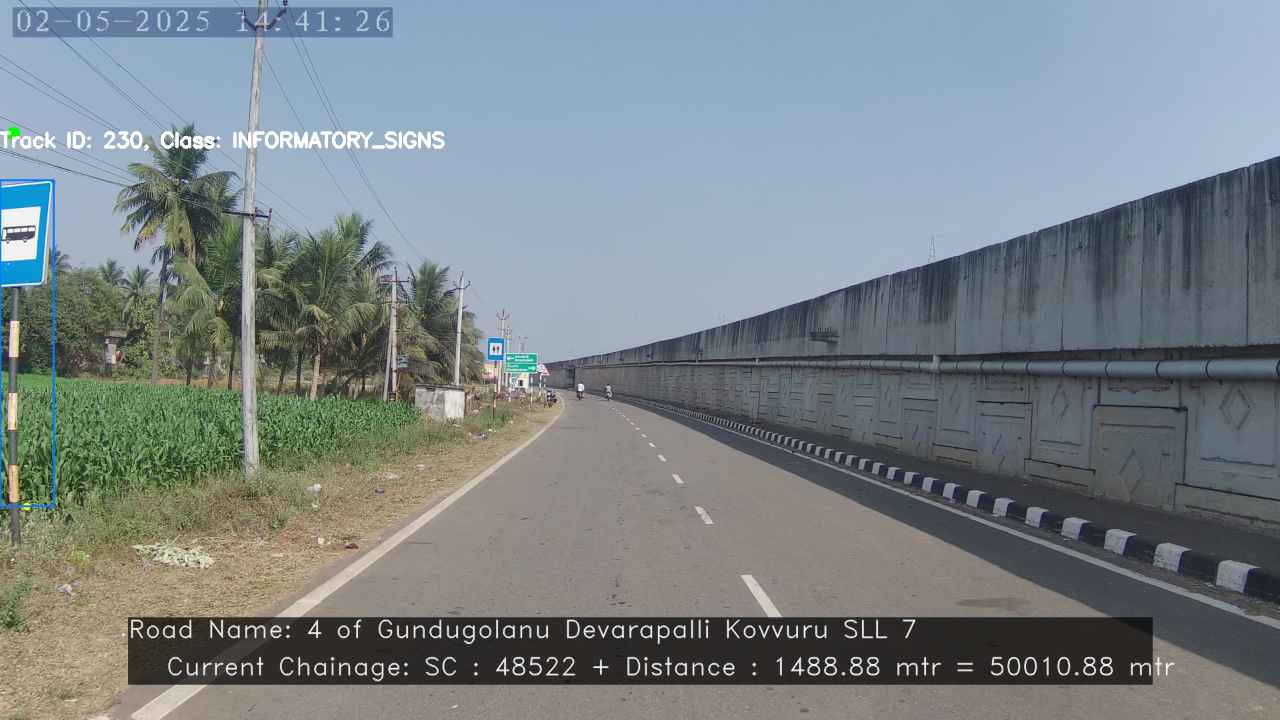 02-05-2025 14:41:26
Track ID: 230, Class: INFORMATORY_SIGNS
Road Name: 4 of Gundugolanu Devarapalli Kovvuru SLL 7
Current Chainage: SC : 48522 + Distance : 1488.88 mtr = 50010.88 mtr